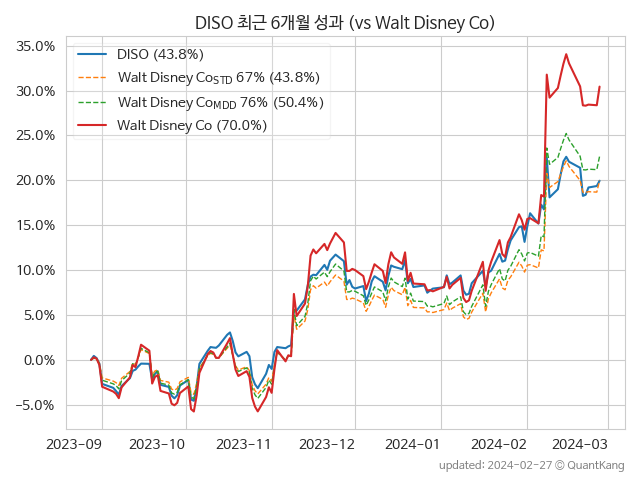 DISO 최근 6개월 성과 (vs Walt Disney Co)
35.0%
30.0%
25.0%
20.0%
15.0%
10.0%
5.0%
0.0%
−5.0%
DISO (43.8%)
Walt Disney CoSTD 67% (43.8%)
Walt Disney CoMDD 76% (50.4%)
Walt Disney Co (70.0%)
2023−09 2023−10 2023−11 2023−12 2024−01 2024−02 2024−03
updated: 2024−02−27 @ QuantKang